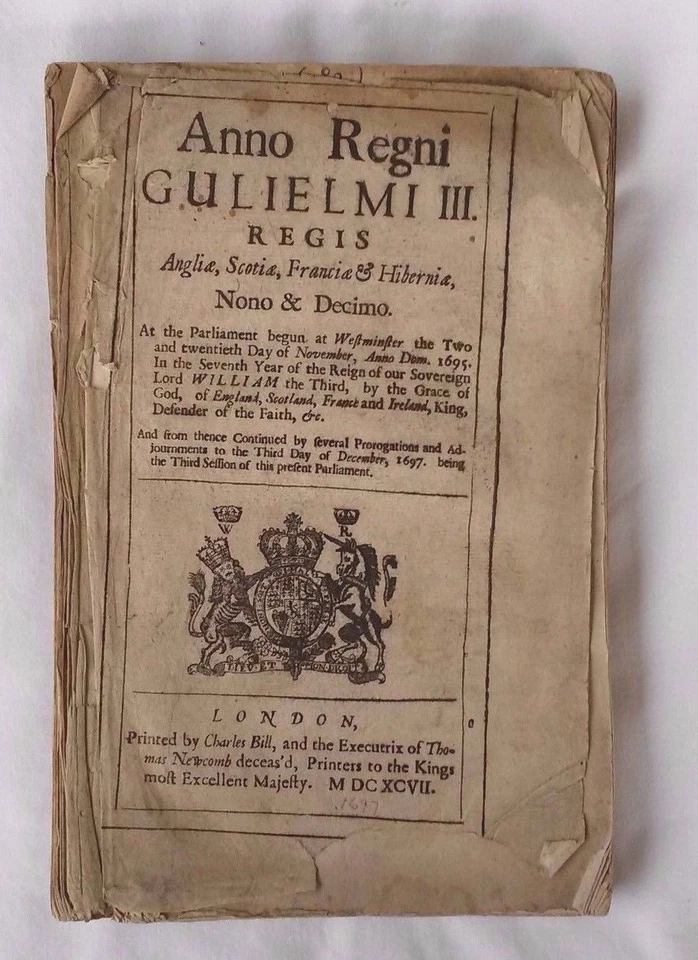 Anno Regni
GULIELMI III.
REGIS
Angliæ, Scotiæ, Franciæ & Hiberniæ,
Nono & Decimo.
At the Parliament begun at Weſtminſter the Two
and twentieth Day of November, Anno Dom. 1695.
In the Seventh Year of the Reign of our Sovereign
Lord WILLIAM the Third, by the Grace of
God, of England, Scotland, France and Ireland, King,
Defender of the Faith, &c.
And from thence Continued by ſeveral Prorogations and Ad-
journments to the Third Day of December, 1697. being
the Third Seſſion of this preſent Parliament.
W R
DIEV·ET MON·DROIT
LONDON,
Printed by Charles Bill, and the Executrix of Tho-
mas Newcomb deceas'd, Printers to the Kings
moſt Excellent Majeſty. M DC XCVII.
1697